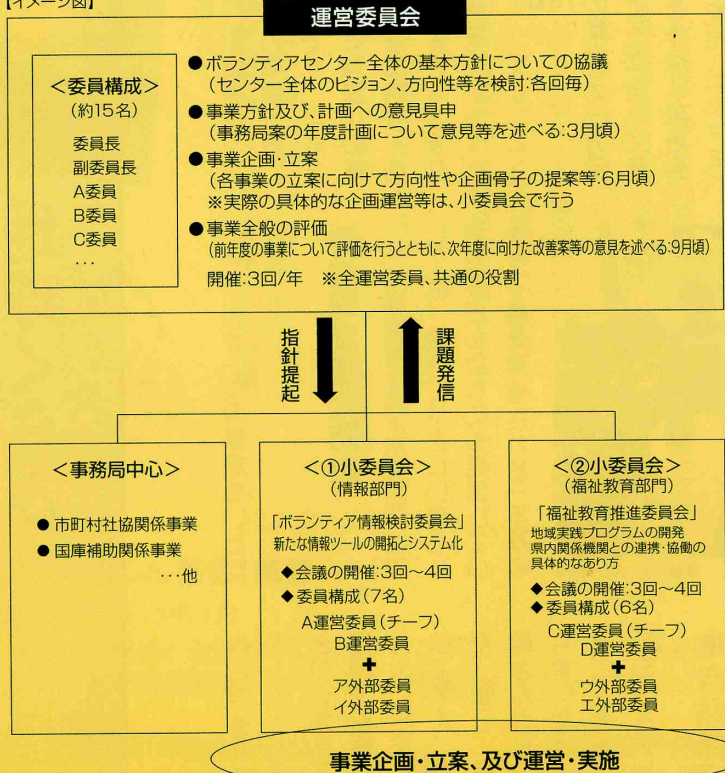 【イメージ図】
運営委員会
＜委員構成＞
(約15名)
委員長
副委員長
A委員
B委員
C委員
…
●ボランティアセンター全体の基本方針についての協議
(センター全体のビジョン、方向性等を検討:各回毎)
●事業方針及び、計画への意見具申
(事務局案の年度計画について意見等を述べる:3月頃)
●事業企画・立案
(各事業の立案に向けて方向性や企画骨子の提案等:6月頃)
※実際の具体的な企画運営等は、小委員会で行う
●事業全般の評価
(前年度の事業について評価を行うとともに、次年度に向けた改善案等の意見を述べる:9月頃)
開催:3回/年　※全運営委員、共通の役割
指針提起
課題発信
＜事務局中心＞
●市町村社協関係事業
●国庫補助関係事業
…他
＜①小委員会＞
(情報部門)
「ボランティア情報検討委員会」
新たな情報ツールの開拓とシステム化
◆会議の開催:3回〜4回
◆委員構成(7名)
A運営委員(チーフ)
B運営委員
+
ア外部委員
イ外部委員
＜②小委員会＞
(福祉教育部門)
「福祉教育推進委員会」
地域実践プログラムの開発
県内関係機関との連携・協働の
具体的なあり方
◆会議の開催:3回〜4回
◆委員構成(6名)
C運営委員(チーフ)
D運営委員
+
ウ外部委員
エ外部委員
事業企画・立案、及び運営・実施